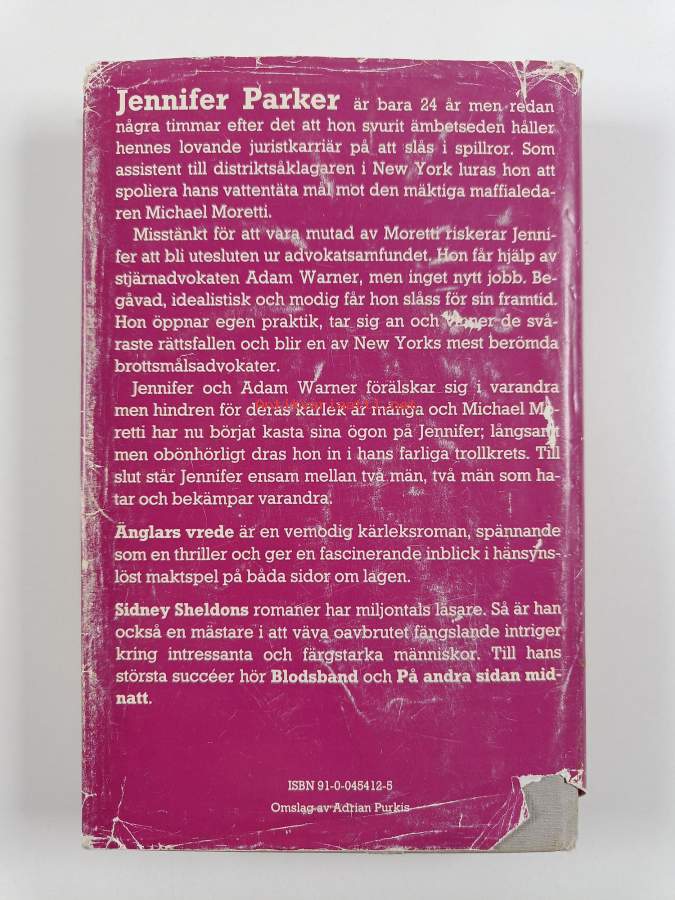 Jennifer Parker är bara 24 år men redan
några timmar efter det att hon svurit ämbetseden håller
hennes lovande juristkarriär på att slås i spillror. Som
assistent till distriktsåklagaren i New York luras hon att
spoliera hans vattentäta mål mot den mäktiga maffialeda-
ren Michael Moretti.
Misstänkt för att vara mutad av Moretti riskerar Jenni-
fer att bli utesluten ur advokatsamfundet. Hon får hjälp av
stjärnadvokaten Adam Warner, men inget nytt jobb. Be-
gåvad, idealistisk och modig får hon slåss för sin framtid.
Hon öppnar egen praktik, tar sig an och vinner de svå-
raste rättsfallen och blir en av New Yorks mest berömda
brottsmålsadvokater.
Jennifer och Adam Warner förälskar sig i varandra
men hindren för deras kärlek är många och Michael Mo-
retti har nu börjat kasta sina ögon på Jennifer; långsamt
men obönhörligt dras hon in i hans farliga trollkrets. Till
slut står Jennifer ensam mellan två män, två män som ha-
tar och bekämpar varandra.
Änglars vrede är en vemodig kärleksroman, spännande
som en thriller och ger en fascinerande inblick i hänsyns-
löst maktspel på båda sidor om lagen.
Sidney Sheldons romaner har miljontals läsare. Så är han
också en mästare i att väva oavbrutet fängslande intriger
kring intressanta och färgstarka människor. Till hans
största succéer hör Blodsband och På andra sidan mid-
natt.
ISBN 91-0-045412-5
Omslag av Adrian Purkis